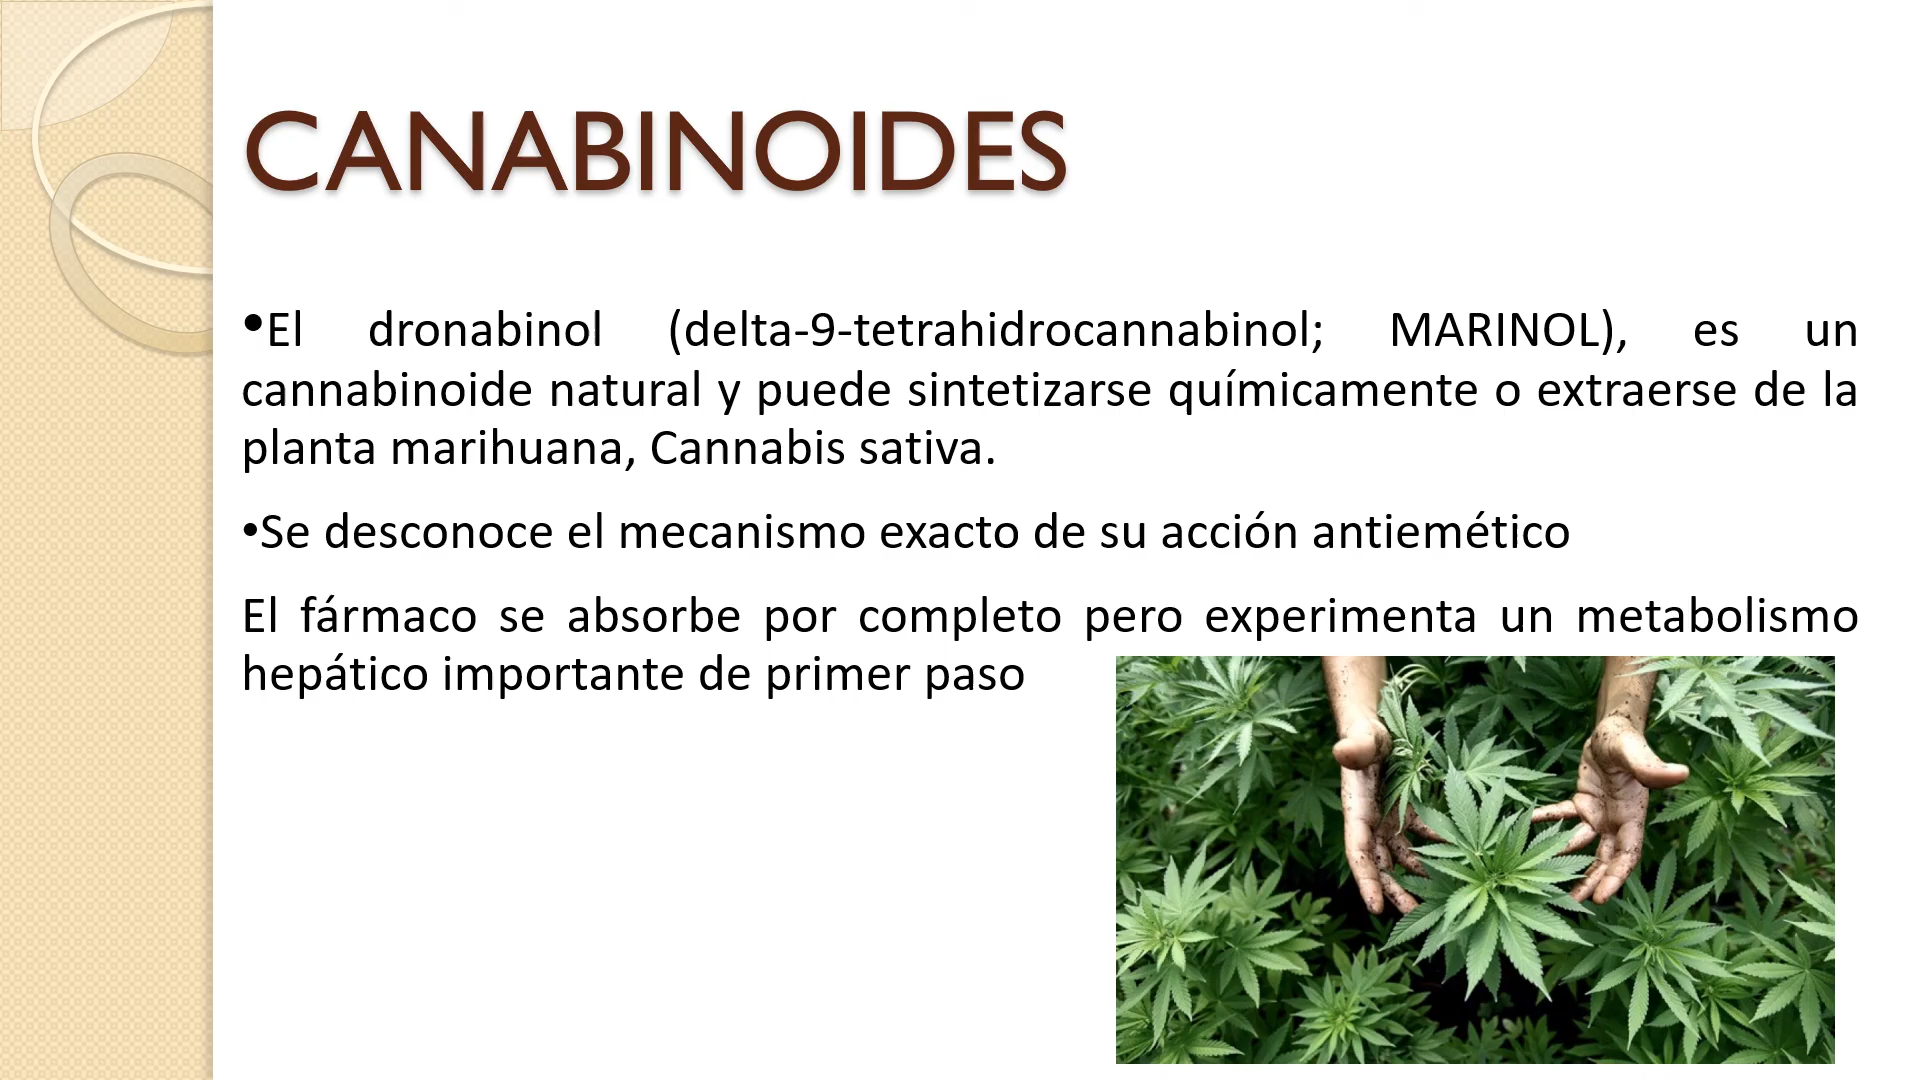 CANABINOIDES
•El dronabinol (delta-9-tetrahidrocannabinol; MARINOL), es un
cannabinoide natural y puede sintetizarse químicamente o extraerse de la
planta marihuana, Cannabis sativa.
•Se desconoce el mecanismo exacto de su acción antiemético
El fármaco se absorbe por completo pero experimenta un metabolismo
hepático importante de primer paso